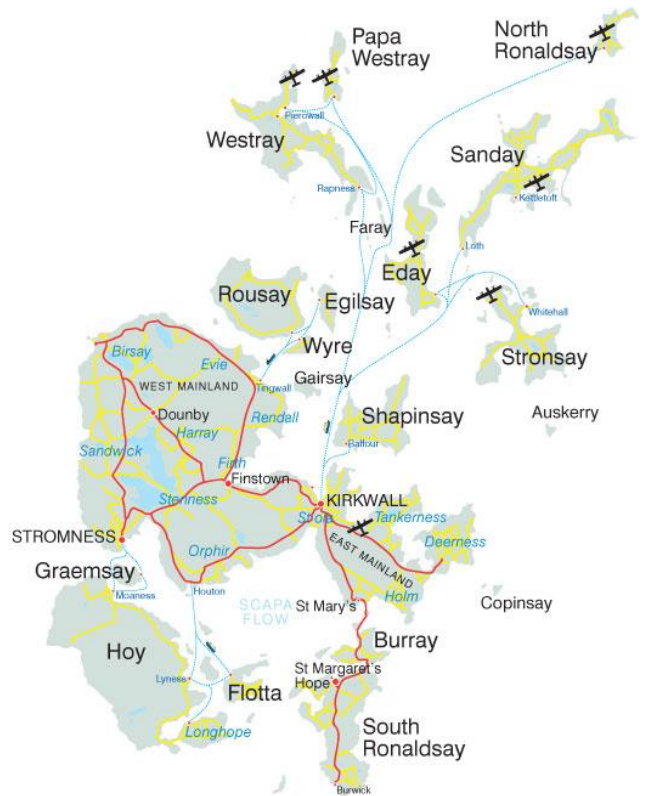 Papa
Westray
North
Ronaldsay
Pierowall
Westray
Sanday
Rapness
Kettletoft
Faray
Loth
Eday
Rousay
Egilsay
Whitehall
Birsay
Evie
Wyre
Stronsay
WEST MAINLAND
Tingwall
Gairsay
Dounby
Rendall
Shapinsay
Auskerry
Harray
Balfour
Sandwick
Firth
Finstown
Stenness
KIRKWALL
Stola
Tankerness
STROMNESS
Orphir
EAST MAINLAND
Deerness
Graemsay
Moaness
Houton
SCAPA
FLOW
St Mary's
Holm
Copinsay
Hoy
Burray
Lyness
Flotta
St Margaret's
Hope
Longhope
South
Ronaldsay
Burwick